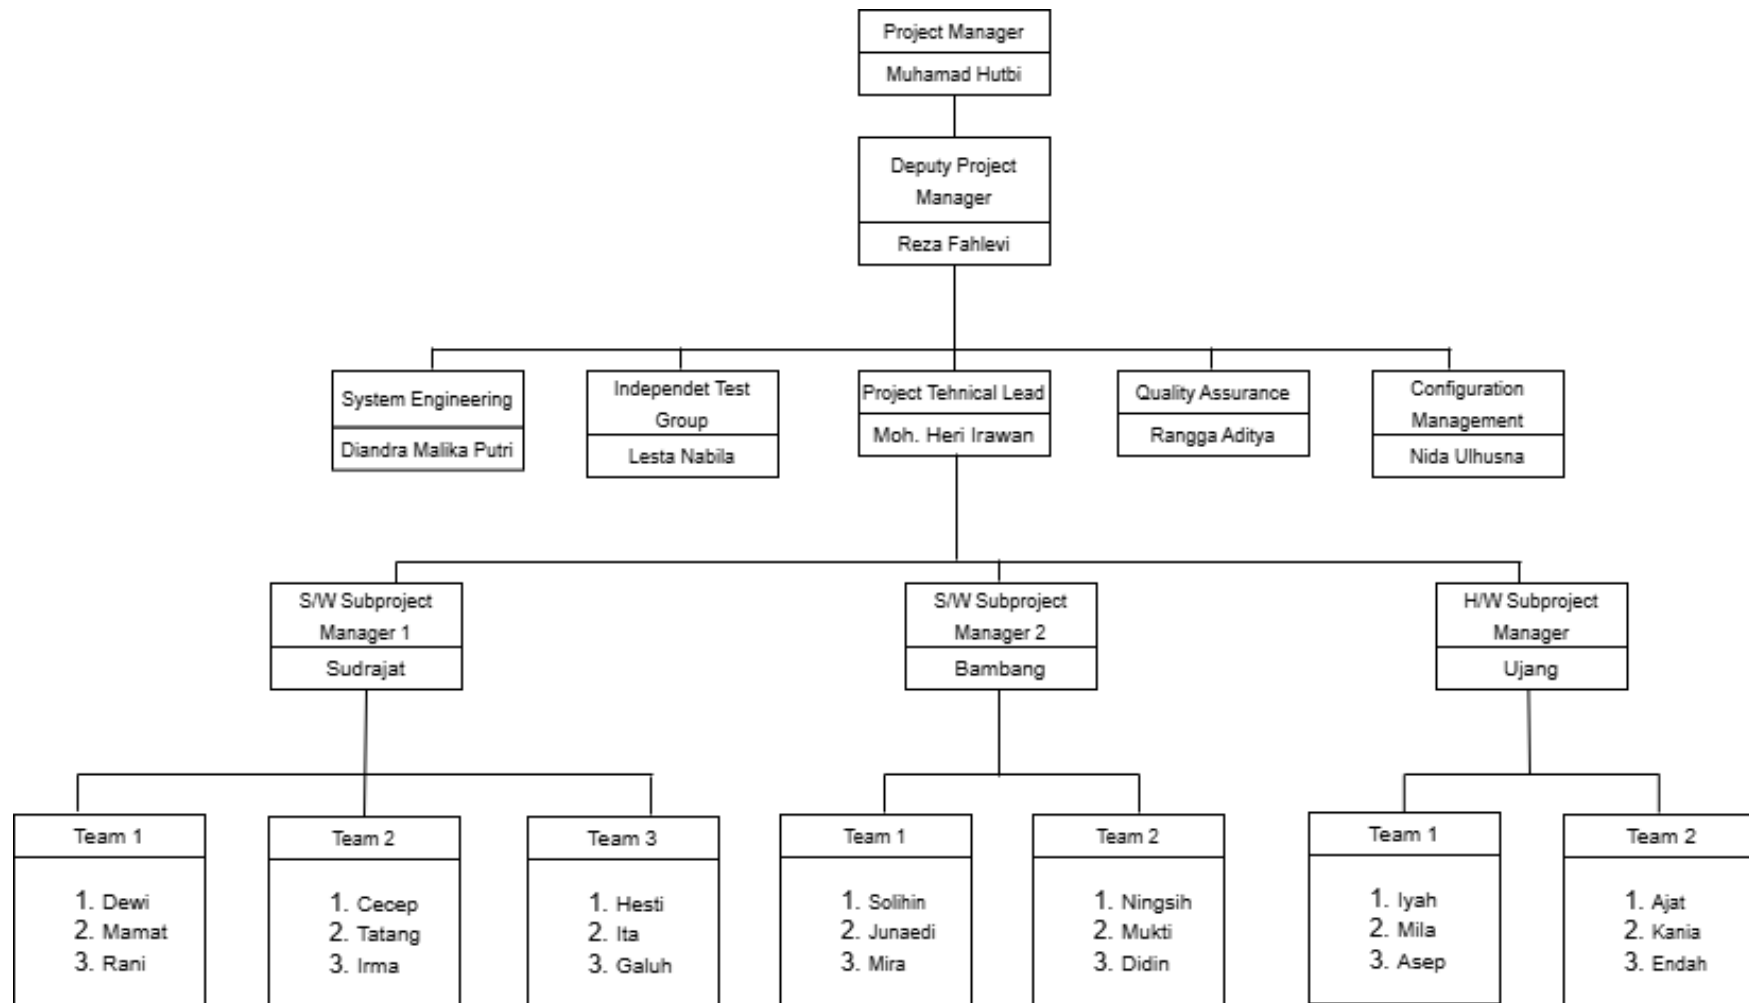 Project Manager
Muhamad Hutbi
Deputy Project
Manager
Reza Fahlevi
System Engineering
Diandra Malika Putri
Independet Test
Group
Lesta Nabila
Project Tehnical Lead
Moh. Heri Irawan
Quality Assurance
Rangga Aditya
Configuration
Management
Nida Ulhusna
S/W Subproject
Manager 1
Sudrajat
S/W Subproject
Manager 2
Bambang
H/W Subproject
Manager
Ujang
Team 1
1. Dewi
2. Mamat
3. Rani
Team 2
1. Cecep
2. Tatang
3. Irma
Team 3
1. Hesti
2. Ita
3. Galuh
Team 1
1. Solihin
2. Junaedi
3. Mira
Team 2
1. Ningsih
2. Mukti
3. Didin
Team 1
1. Iyah
2. Mila
3. Asep
Team 2
1. Ajat
2. Kania
3. Endah